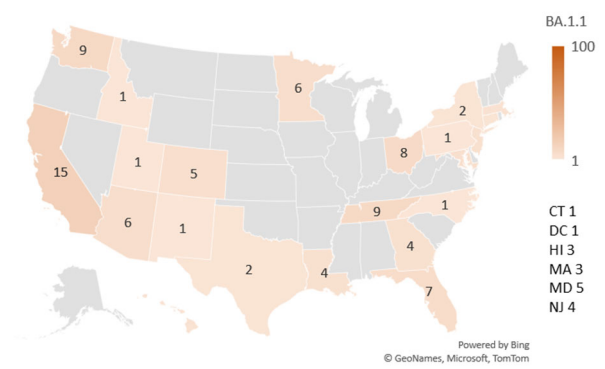 BA.1.1
100
1
9
1
6
2
1
8
15
1
5
9
1
6
1
4
2
4
7
CT 1
DC 1
HI 3
MA 3
MD 5
NJ 4
Powered by Bing
© GeoNames, Microsoft, TomTom